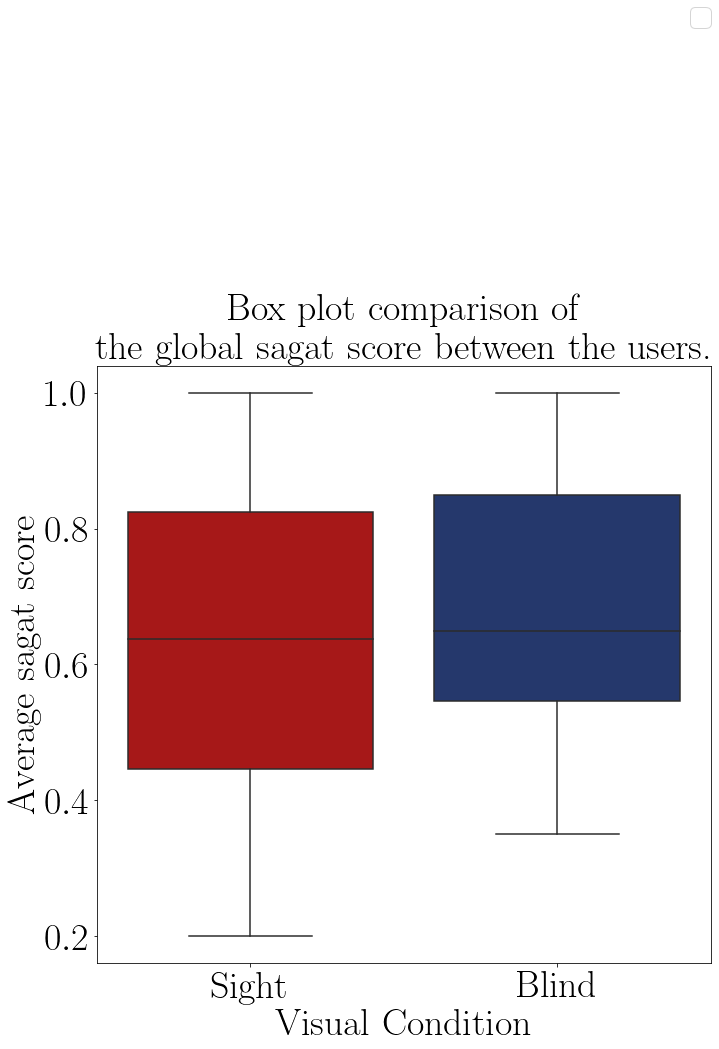 Box plot comparison of
the global sagat score between the users.
Average sagat score
1.0
0.8
0.6
0.4
0.2
Sight
Blind
Visual Condition